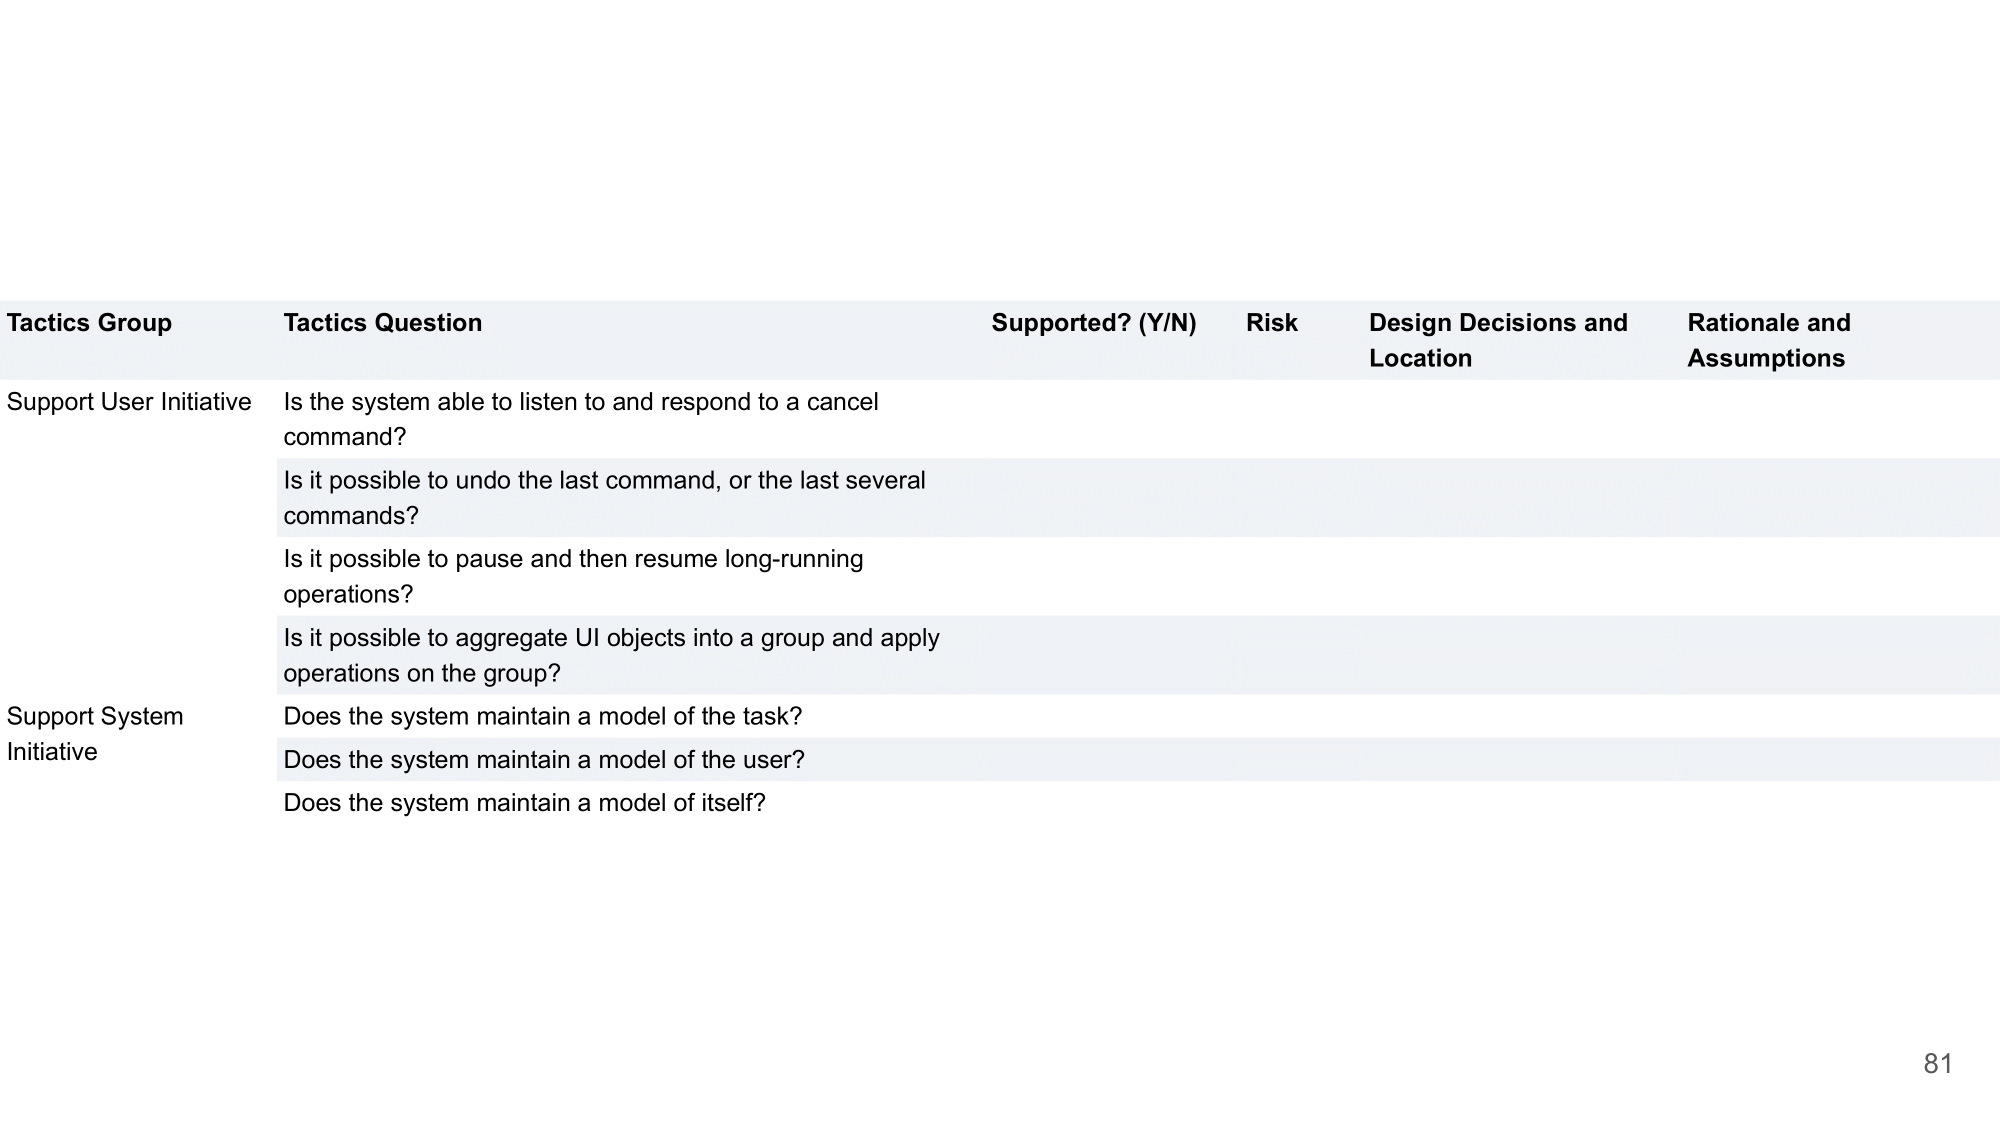 Tactics Group
Tactics Question
Supported? (Y/N)
Risk
Design Decisions and
Location
Rationale and
Assumptions
Support User Initiative
Is the system able to listen to and respond to a cancel
command?
Is it possible to undo the last command, or the last several
commands?
Is it possible to pause and then resume long-running
operations?
Is it possible to aggregate UI objects into a group and apply
operations on the group?
Support System
Initiative
Does the system maintain a model of the task?
Does the system maintain a model of the user?
Does the system maintain a model of itself?
81